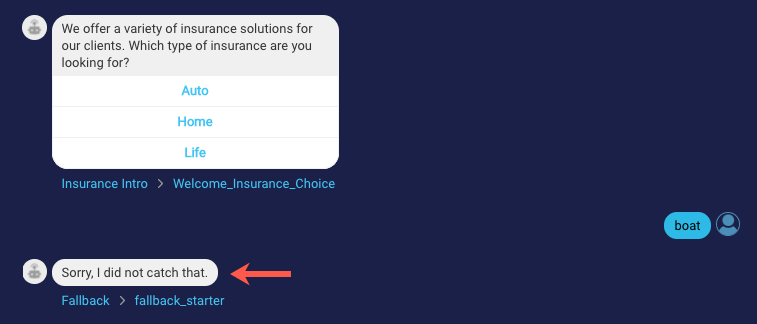 We offer a variety of insurance solutions for
our clients. Which type of insurance are you
looking for?
Auto
Home
Life
Insurance Intro > Welcome_Insurance_Choice
boat
Sorry, I did not catch that.
Fallback > fallback_starter